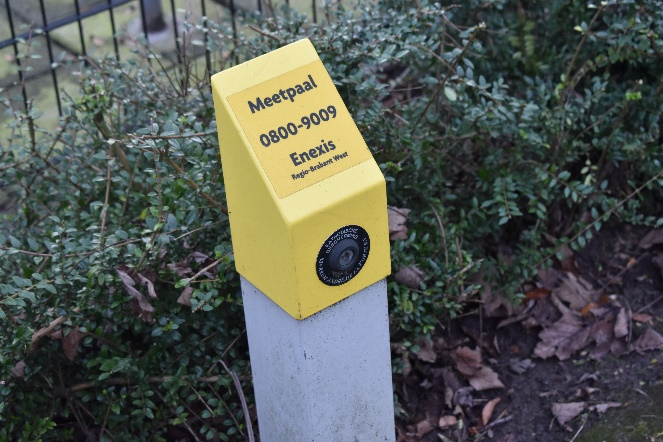 Meetpaal
0800-9009
Enexis
Regio-Brabant West